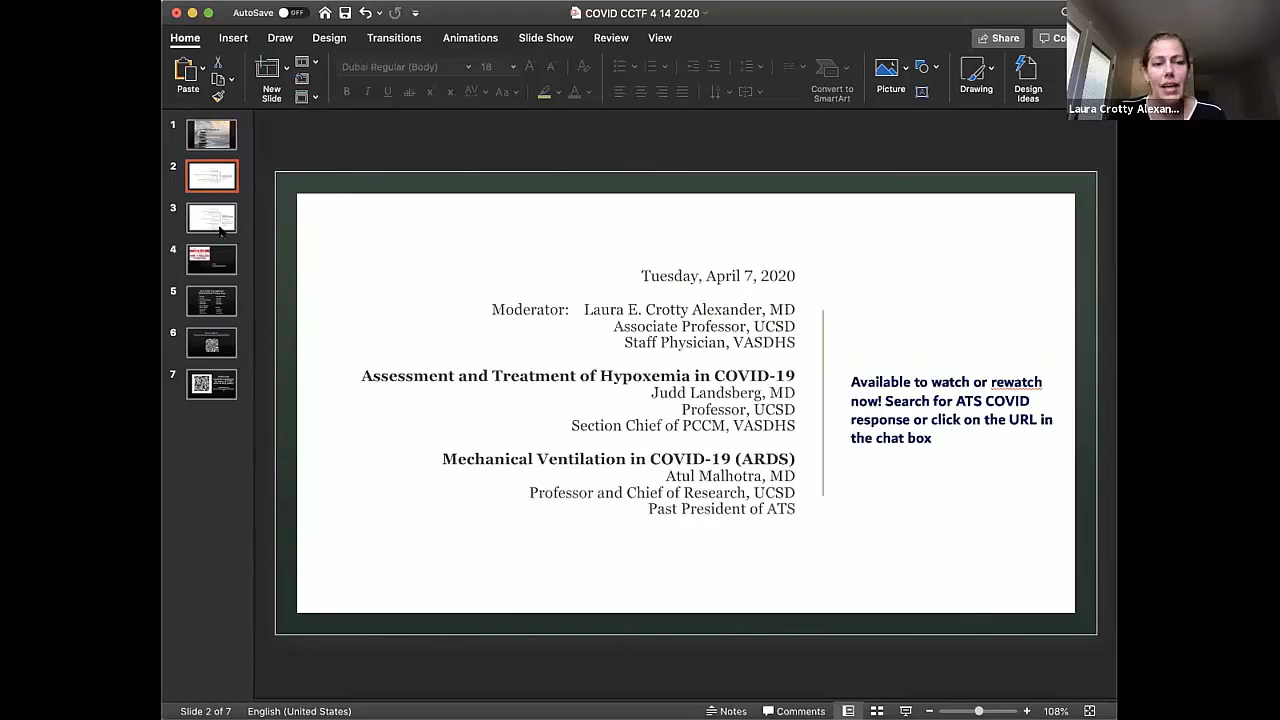 AutoSave OFF
COVID CCTF 4 14 2020
Home Insert Draw Design Transitions Animations Slide Show Review View
Share
Co
Paste
New
Slide
Dubai Regular (Body) 18
Convert to
SmartArt
Picture
Drawing
Design
Ideas
Laura Crotty Alexan...
1
2
3
4
5
6
7
Tuesday, April 7, 2020
Moderator: Laura E. Crotty Alexander, MD
Associate Professor, UCSD
Staff Physician, VASDHS
Assessment and Treatment of Hypoxemia in COVID-19
Judd Landsberg, MD
Professor, UCSD
Section Chief of PCCM, VASDHS
Mechanical Ventilation in COVID-19 (ARDS)
Atul Malhotra, MD
Professor and Chief of Research, UCSD
Past President of ATS
Available to watch or rewatch
now! Search for ATS COVID
response or click on the URL in
the chat box
Slide 2 of 7 English (United States)
Notes Comments 108%